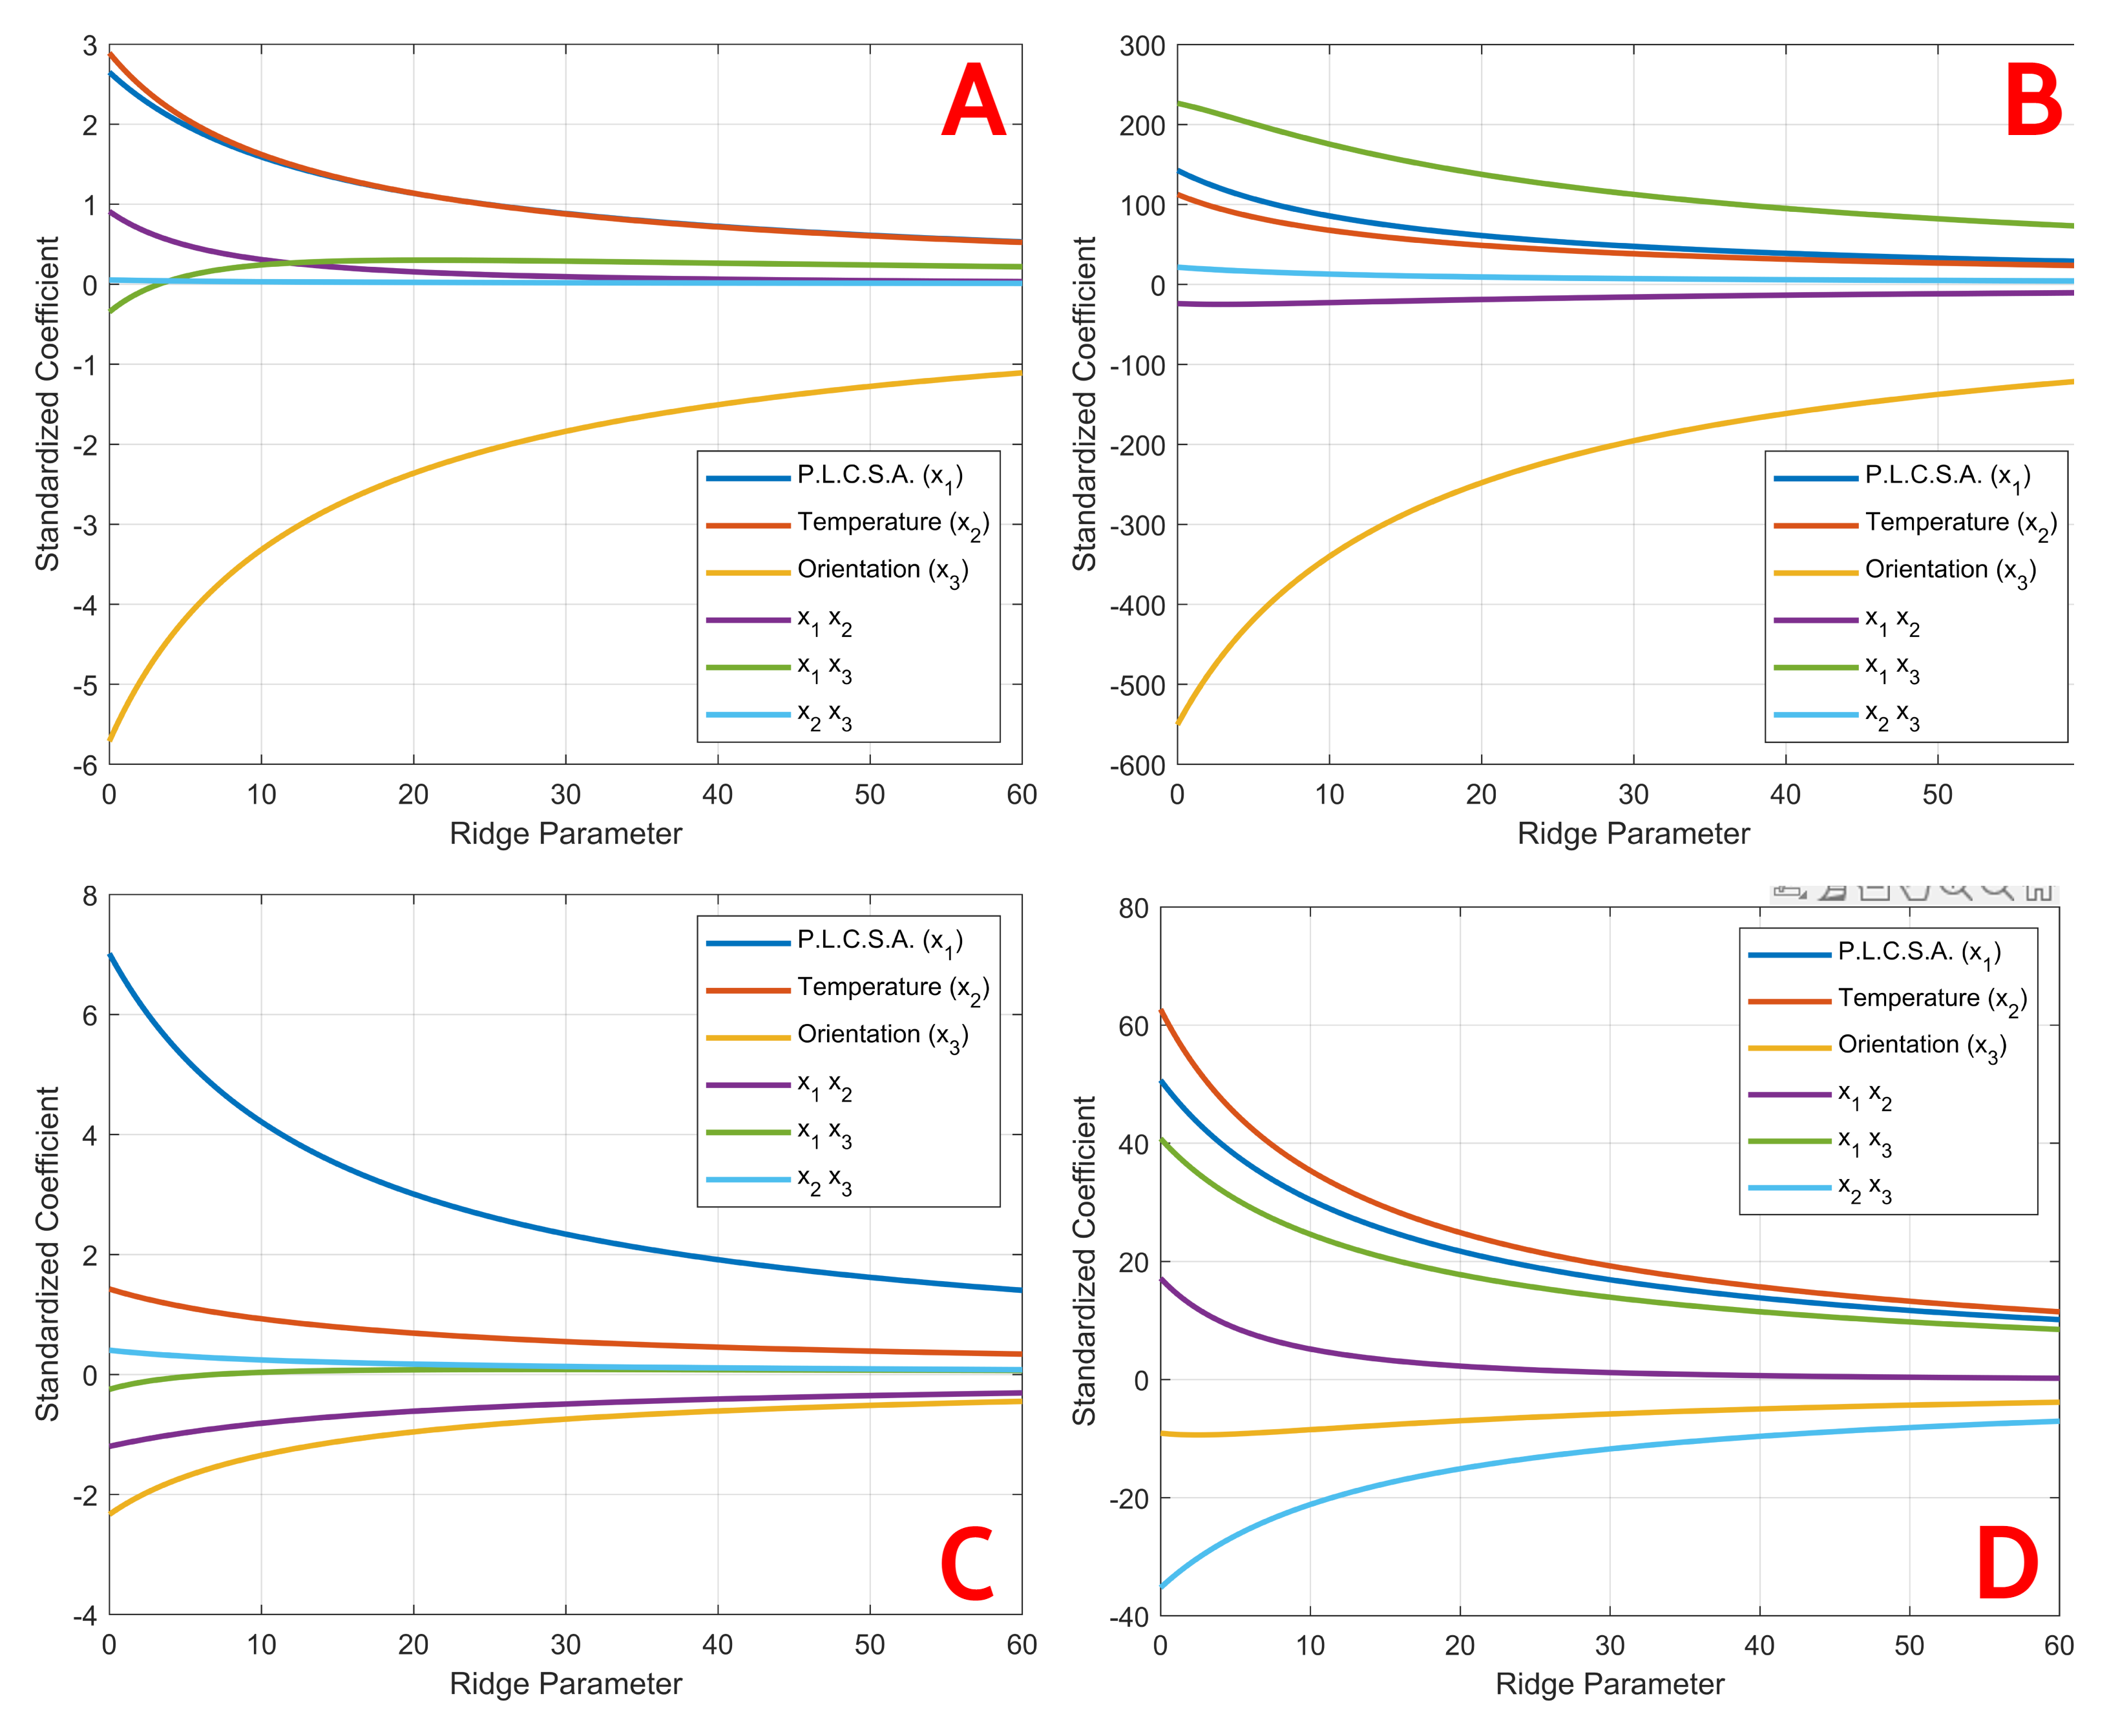 A
3
2
1
0
-1
-2
-3
-4
-5
-6
0 10 20 30 40 50 60
Standardized Coefficient
Ridge Parameter
P.L.C.S.A. (x1)
Temperature (x2)
Orientation (x3)
x1 x2
x1 x3
x2 x3
B
300
200
100
0
-100
-200
-300
-400
-500
-600
0 10 20 30 40 50
Standardized Coefficient
Ridge Parameter
P.L.C.S.A. (x1)
Temperature (x2)
Orientation (x3)
x1 x2
x1 x3
x2 x3
8
6
4
2
0
-2
-4
0 10 20 30 40 50 60
Standardized Coefficient
Ridge Parameter
P.L.C.S.A. (x1)
Temperature (x2)
Orientation (x3)
x1 x2
x1 x3
x2 x3
C
80
60
40
20
0
-20
-40
0 10 20 30 40 50 60
Standardized Coefficient
Ridge Parameter
P.L.C.S.A. (x1)
Temperature (x2)
Orientation (x3)
x1 x2
x1 x3
x2 x3
D